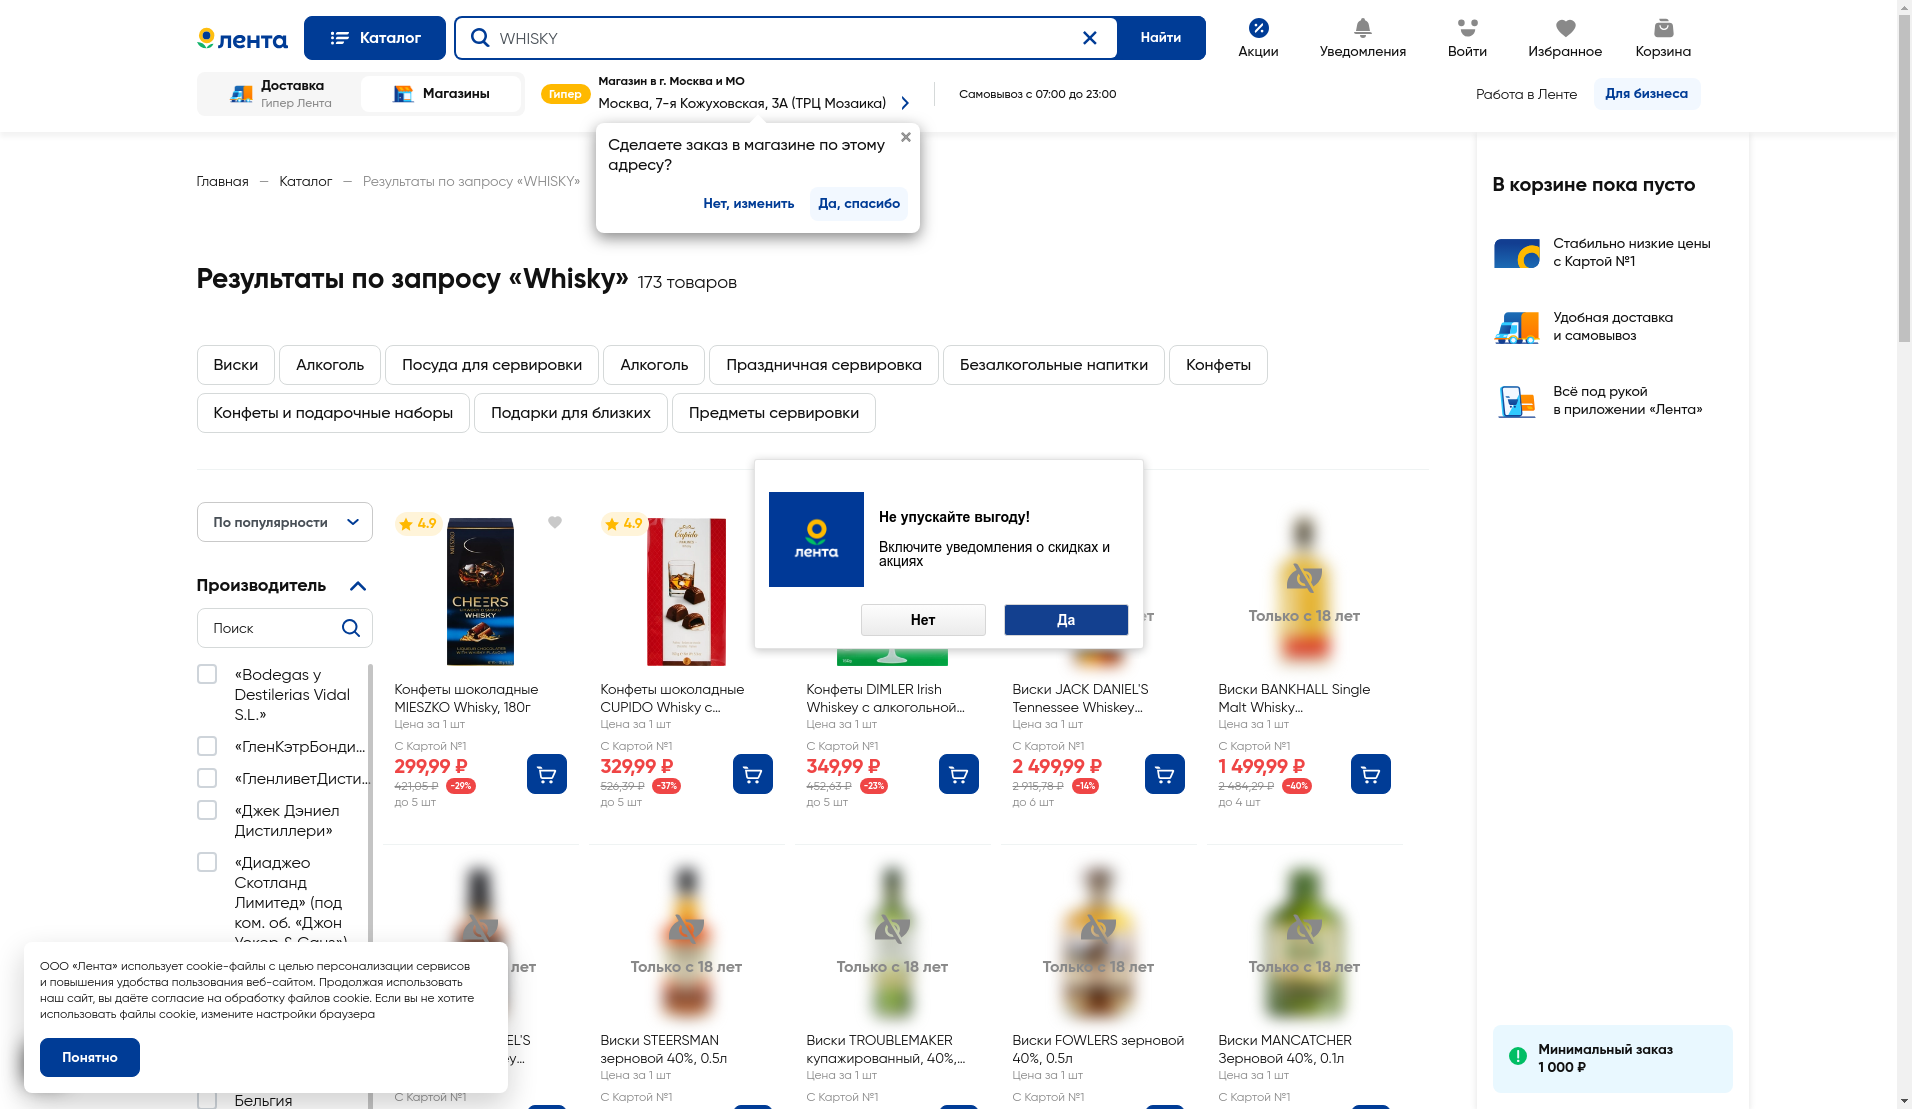 лента
Каталог
WHISKY
Найти
Акции
Уведомления
Войти
Избранное
Корзина
Доставка
Гипер Лента
Магазины
Гипер
Магазин в г. Москва и МО
Москва, 7-я Кожуховская, 3А (ТРЦ Мозаика)
Самовывоз с 07:00 до 23:00
Работа в Ленте
Для бизнеса
Сделаете заказ в магазине по этому
адресу?
Нет, изменить
Да, спасибо
Главная — Каталог — Результаты по запросу «WHISKY»
Результаты по запросу «Whisky» 173 товаров
Виски
Алкоголь
Посуда для сервировки
Алкоголь
Праздничная сервировка
Безалкогольные напитки
Конфеты
Конфеты и подарочные наборы
Подарки для близких
Предметы сервировки
В корзине пока пусто
Стабильно низкие цены
с Картой №1
Удобная доставка
и самовывоз
Всё под рукой
в приложении «Лента»
Минимальный заказ
1 000 ₽
По популярности
Производитель
Поиск
«Bodegas y
Destilerias Vidal
S.L.»
«ГленКэтрБонди...
«ГленливетДисти...
«Джек Дэниел
Дистиллери»
«Диаджео
Скотланд
Лимитед» (под
ком. об. «Джон
Уокер & Санс»)
Бельгия
4.9
CHEERS
WHISKY
Конфеты шоколадные
MIESZKO Whisky, 180г
Цена за 1 шт
С Картой №1
299,99 ₽
421,05 ₽ -29%
до 5 шт
4.9
Cupido
Конфеты шоколадные
CUPIDO Whisky с...
Цена за 1 шт
С Картой №1
329,99 ₽
526,39 ₽ -37%
до 5 шт
Конфеты DIMLER Irish
Whiskey с алкогольной...
Цена за 1 шт
С Картой №1
349,99 ₽
452,63 ₽ -23%
до 5 шт
ет
Виски JACK DANIEL'S
Tennessee Whiskey...
Цена за 1 шт
С Картой №1
2 499,99 ₽
2 915,78 ₽ -14%
до 6 шт
Только с 18 лет
Виски BANKHALL Single
Malt Whisky...
Цена за 1 шт
С Картой №1
1 499,99 ₽
2 484,29 ₽ -40%
до 4 шт
лента
Не упускайте выгоду!
Включите уведомления о скидках и
акциях
Нет
Да
лет
EL'S
ey...
С Картой №1
Только с 18 лет
Виски STEERSMAN
зерновой 40%, 0.5л
Цена за 1 шт
С Картой №1
Только с 18 лет
Виски TROUBLEMAKER
купажированный, 40%,...
Цена за 1 шт
С Картой №1
Только с 18 лет
Виски FOWLERS зерновой
40%, 0.5л
Цена за 1 шт
С Картой №1
Только с 18 лет
Виски MANCATCHER
Зерновой 40%, 0.1л
Цена за 1 шт
С Картой №1
ООО «Лента» использует cookie-файлы с целью персонализации сервисов
и повышения удобства пользования веб-сайтом. Продолжая использовать
наш сайт, вы даёте согласие на обработку файлов cookie. Если вы не хотите
использовать файлы cookie, измените настройки браузера
Понятно